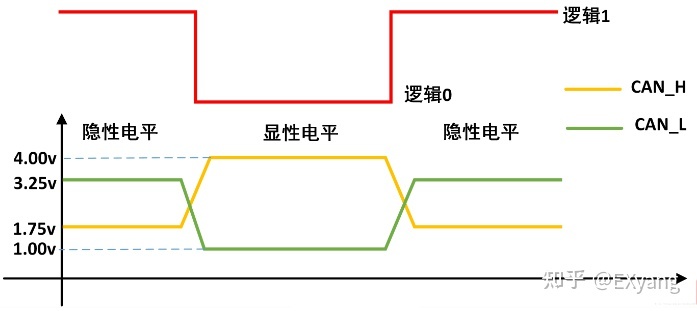 逻辑1
逻辑0
CAN_H
CAN_L
隐性电平
显性电平
隐性电平
4.00v
3.25v
1.75v
1.00v
知乎 @EXyang